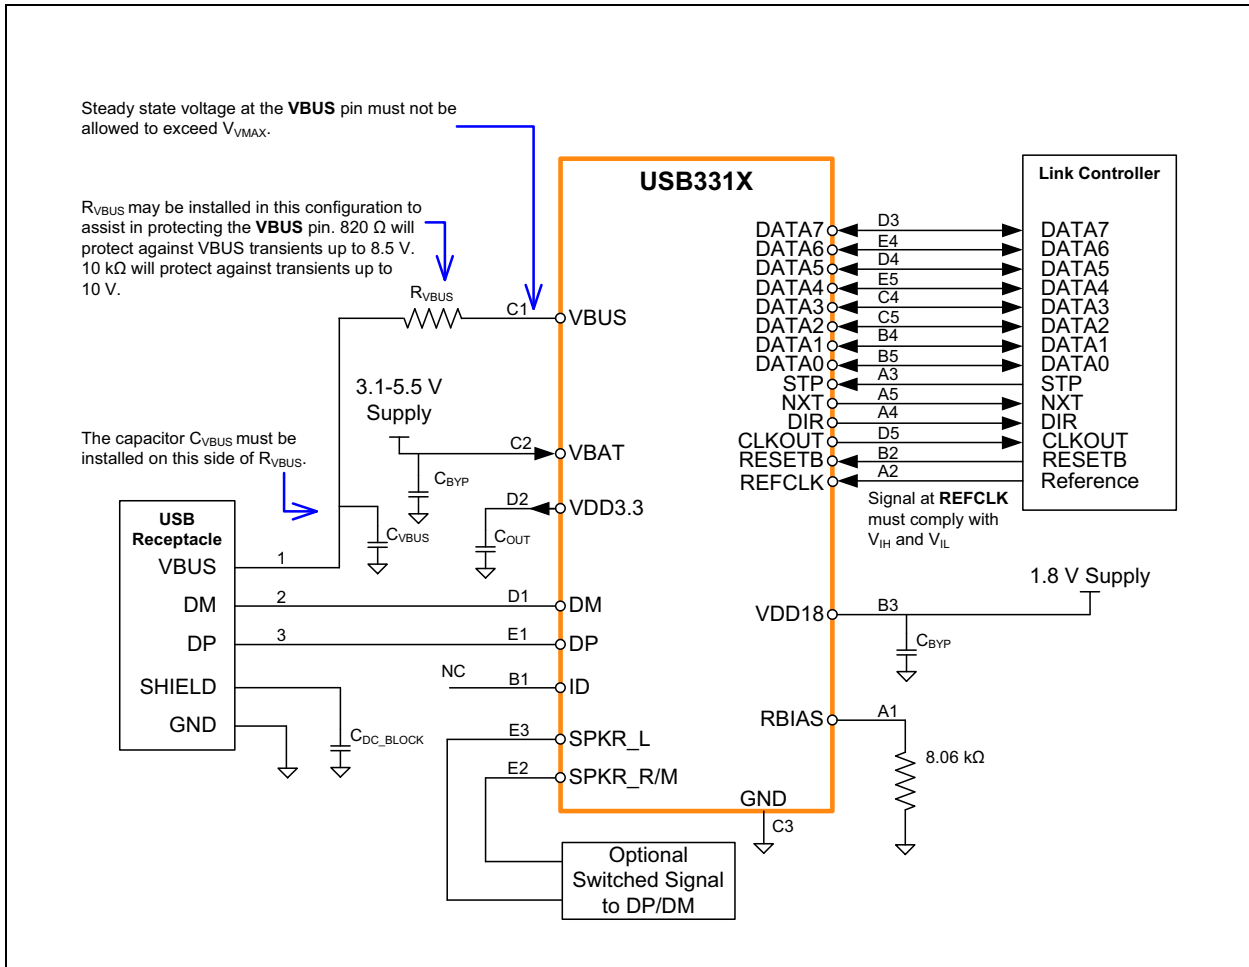 Steady state voltage at the VBUS pin must not be
allowed to exceed VVMAX.
RVBUS may be installed in this configuration to
assist in protecting the VBUS pin. 820 Ω will
protect against VBUS transients up to 8.5 V.
10 kΩ will protect against transients up to
10 V.
The capacitor CVBUS must be
installed on this side of RVBUS.
RVBUS
C1
3.1-5.5 V
Supply
C2
CBYP
D2
COUT
CVBUS
USB
Receptacle
VBUS
DM
DP
SHIELD
GND
1
2
3
CDC_BLOCK
D1
E1
NC
B1
E3
E2
USB331X
VBUS
VBAT
VDD3.3
DM
DP
ID
SPKR_L
SPKR_R/M
DATA7
DATA6
DATA5
DATA4
DATA3
DATA2
DATA1
DATA0
STP
NXT
DIR
CLKOUT
RESETB
REFCLK
VDD18
RBIAS
GND
C3
D3
E4
D4
E5
C4
C5
B4
B5
A3
A5
A4
D5
B2
A2
Link Controller
DATA7
DATA6
DATA5
DATA4
DATA3
DATA2
DATA1
DATA0
STP
NXT
DIR
CLKOUT
RESETB
Reference
Signal at REFCLK
must comply with
VIH and VIL
1.8 V Supply
B3
CBYP
A1
8.06 kΩ
Optional
Switched Signal
to DP/DM